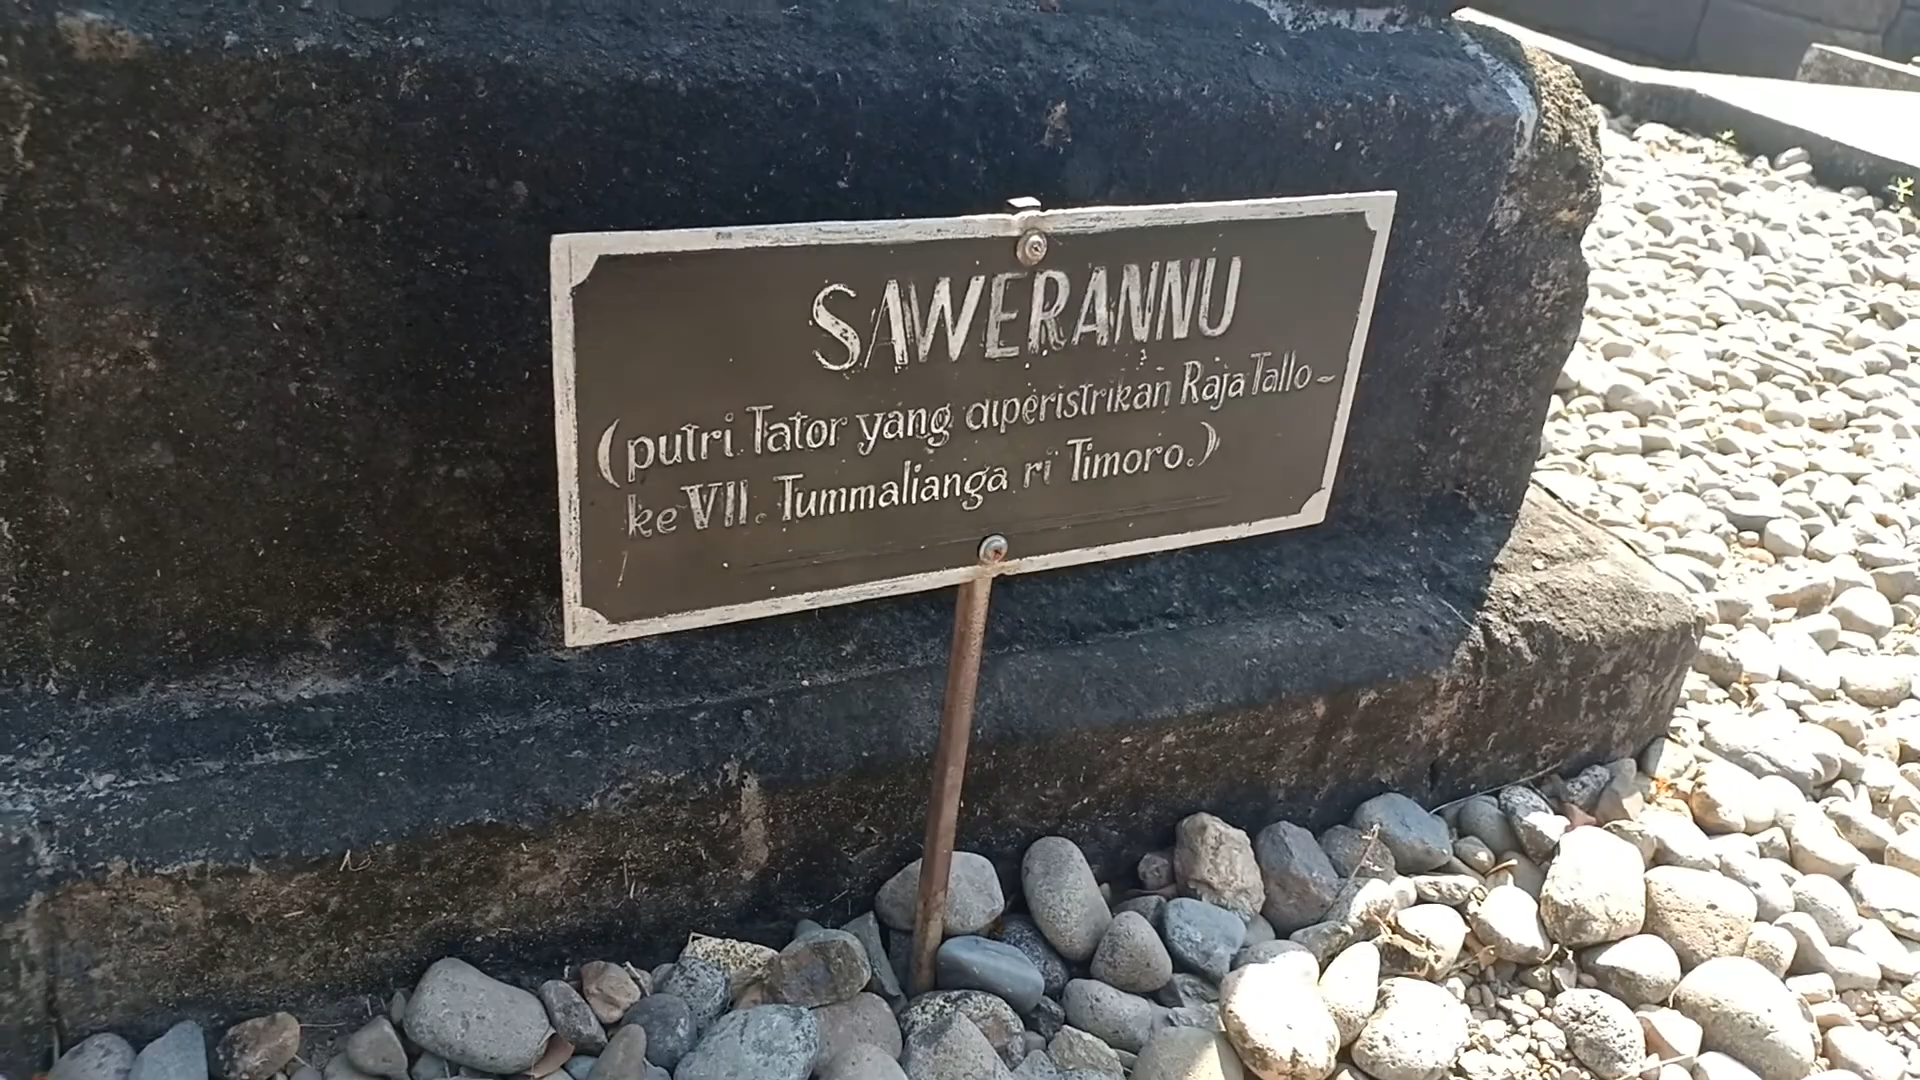 SAWERANNU
(putri Tator yang diperistrikan Raja Tallo-
ke VII. Tummalianga ri Timoro.)